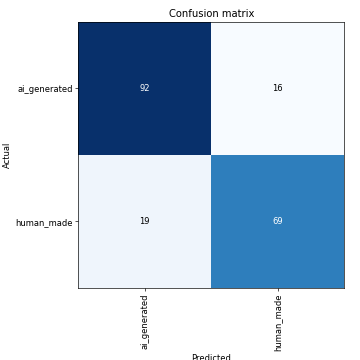 Confusion matrix
ai_generated
92
16
Actual
human_made
19
69
ai_generated
human_made
Predicted